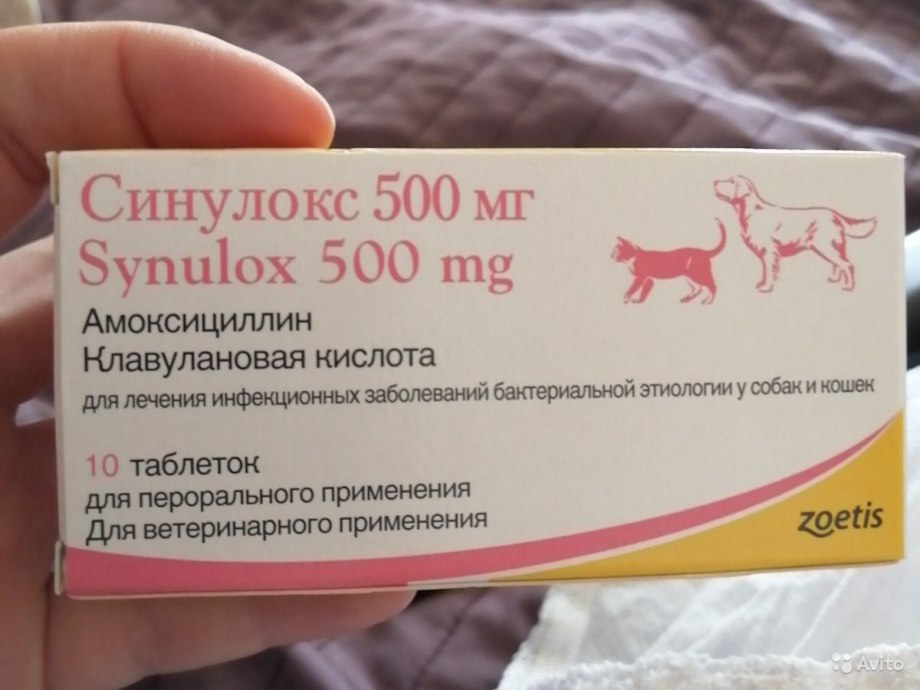 Синулокс 500 мг
Synulox 500 mg
Амоксициллин
Клавулановая кислота
для лечения инфекционных заболеваний бактериальной этиологии у собак и кошек
10 таблеток
для перорального применения
Для ветеринарного применения
zoetis
Avito